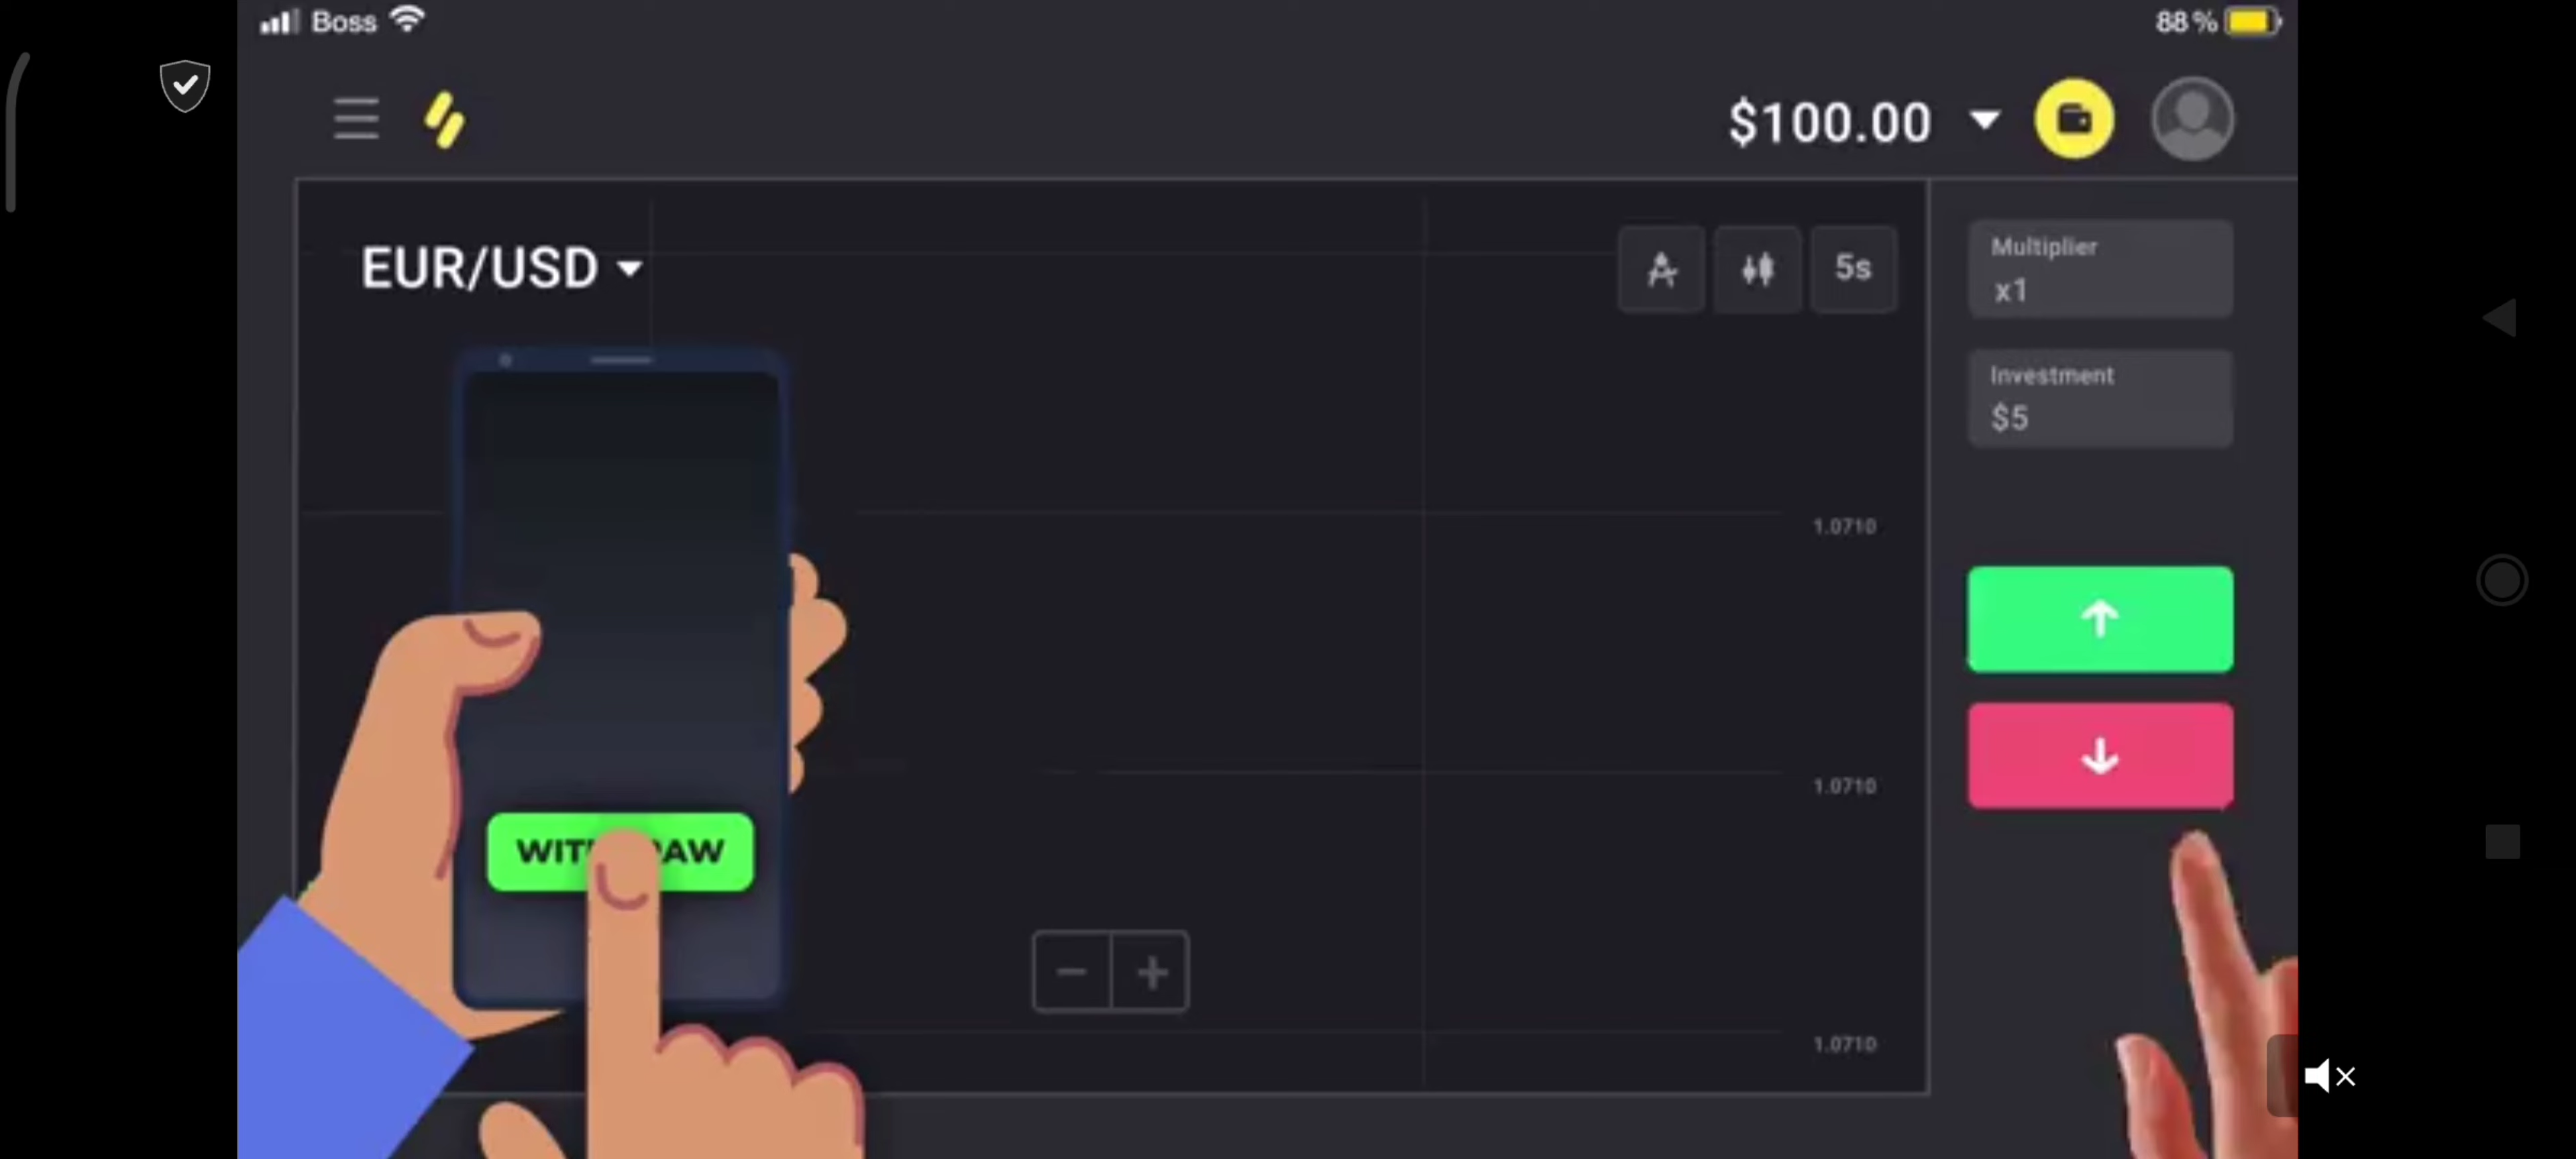 Boss
88 %
$100.00
EUR/USD
5s
Multiplier
x1
Investment
$5
1.0710
1.0710
1.0710